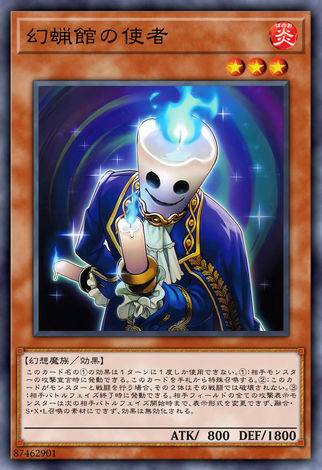 幻蝋館の使者
ほのお
炎
【幻想魔族/効果】
このカード名の①の効果は1ターンに1度しか使用できない。①:相手モンスター
の攻撃宣言時に発動できる。このカードを手札から特殊召喚する。②:このカ
ードがモンスターと戦闘を行う場合、その2体はその戦闘では破壊されない。③
:相手バトルフェイズ終了時に発動できる。相手フィールドの全ての攻撃表示モン
スターは次の相手バトルフェイズ開始時まで、表示形式を変更できず、融合・
S・X・L召喚の素材にできず、効果は無効化される。
ATK/ 800 DEF/1800
87462901